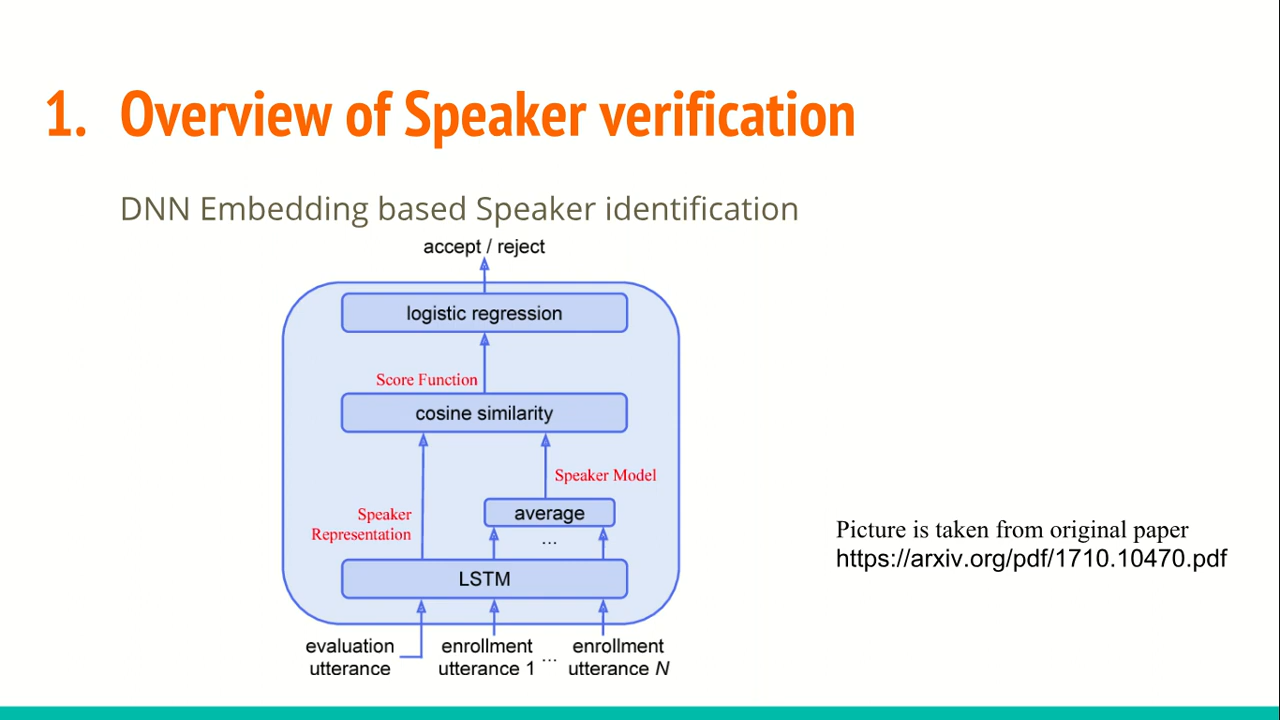 1. Overview of Speaker verification
DNN Embedding based Speaker identification
accept / reject
logistic regression
Score Function
cosine similarity
Speaker Model
average
...
Speaker
Representation
LSTM
evaluation
utterance
enrollment
utterance 1
...
enrollment
utterance N
Picture is taken from original paper
https://arxiv.org/pdf/1710.10470.pdf